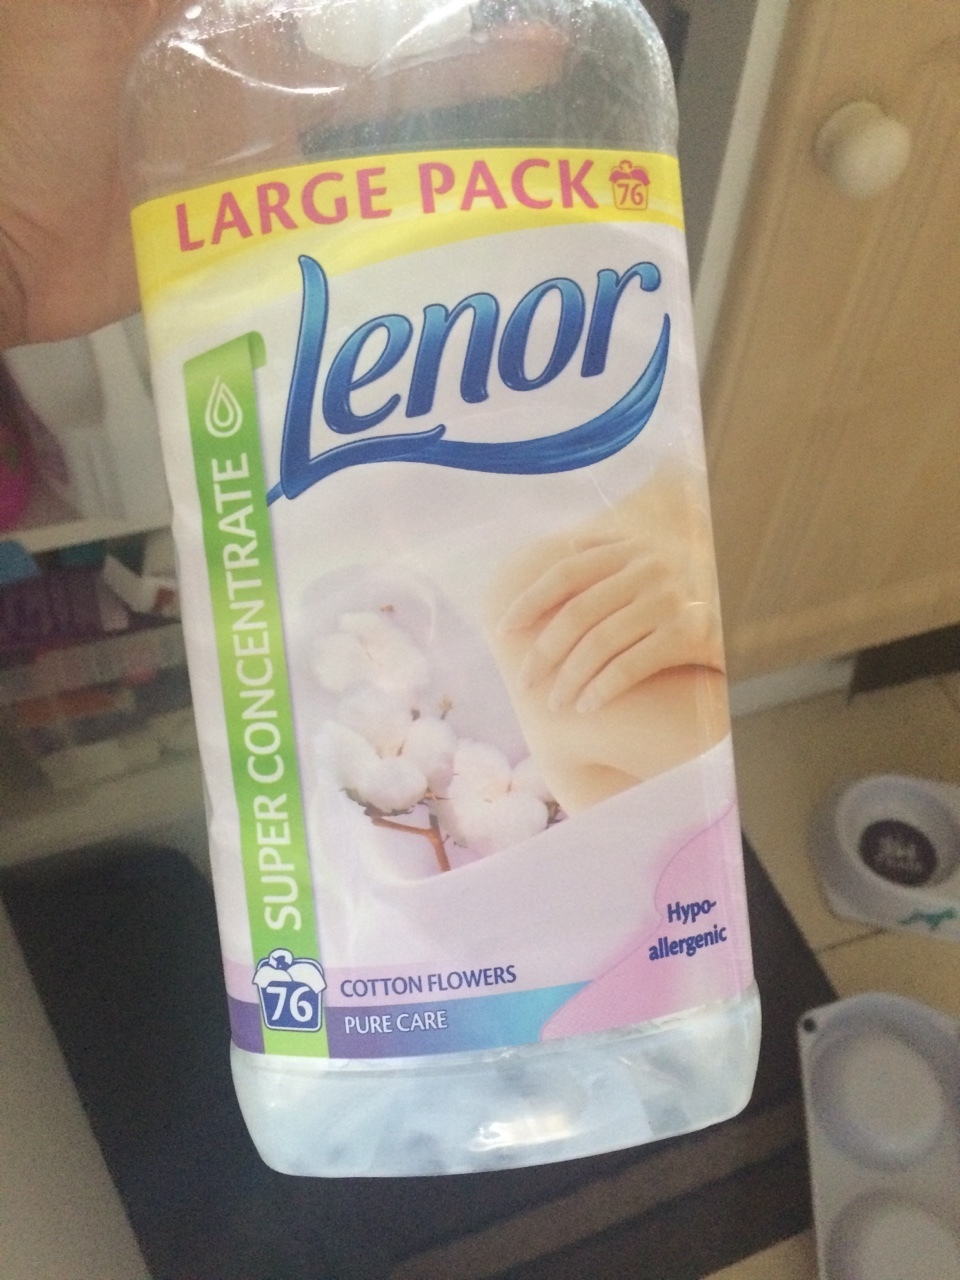 LARGE PACK 76
Lenor
SUPER CONCENTRATE
Hypo-
allergenic
76
COTTON FLOWERS
PURE CARE